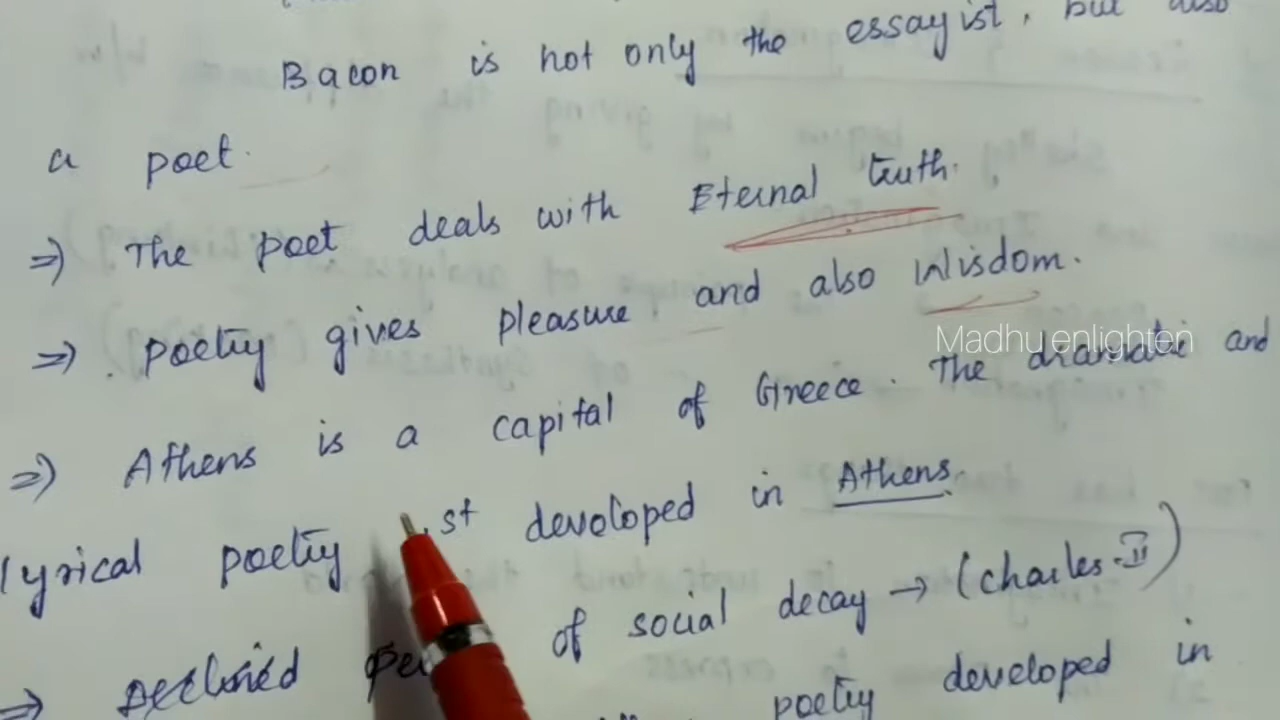 Bacon is not only the essayist, but also
a poet.
=> The poet deals with Eternal truth.
=> Poetry gives pleasure and also Wisdom.
Madhu enlighten
=> Athens is a capital of Greece. The dramatic and
lyrical poetry st developed in Athens.
=> Declined of social decay → (Charles-II)
poetry developed in